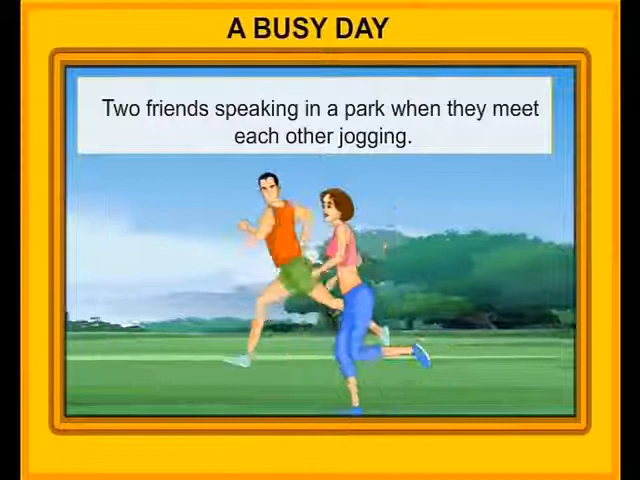 A BUSY DAY
Two friends speaking in a park when they meet
each other jogging.